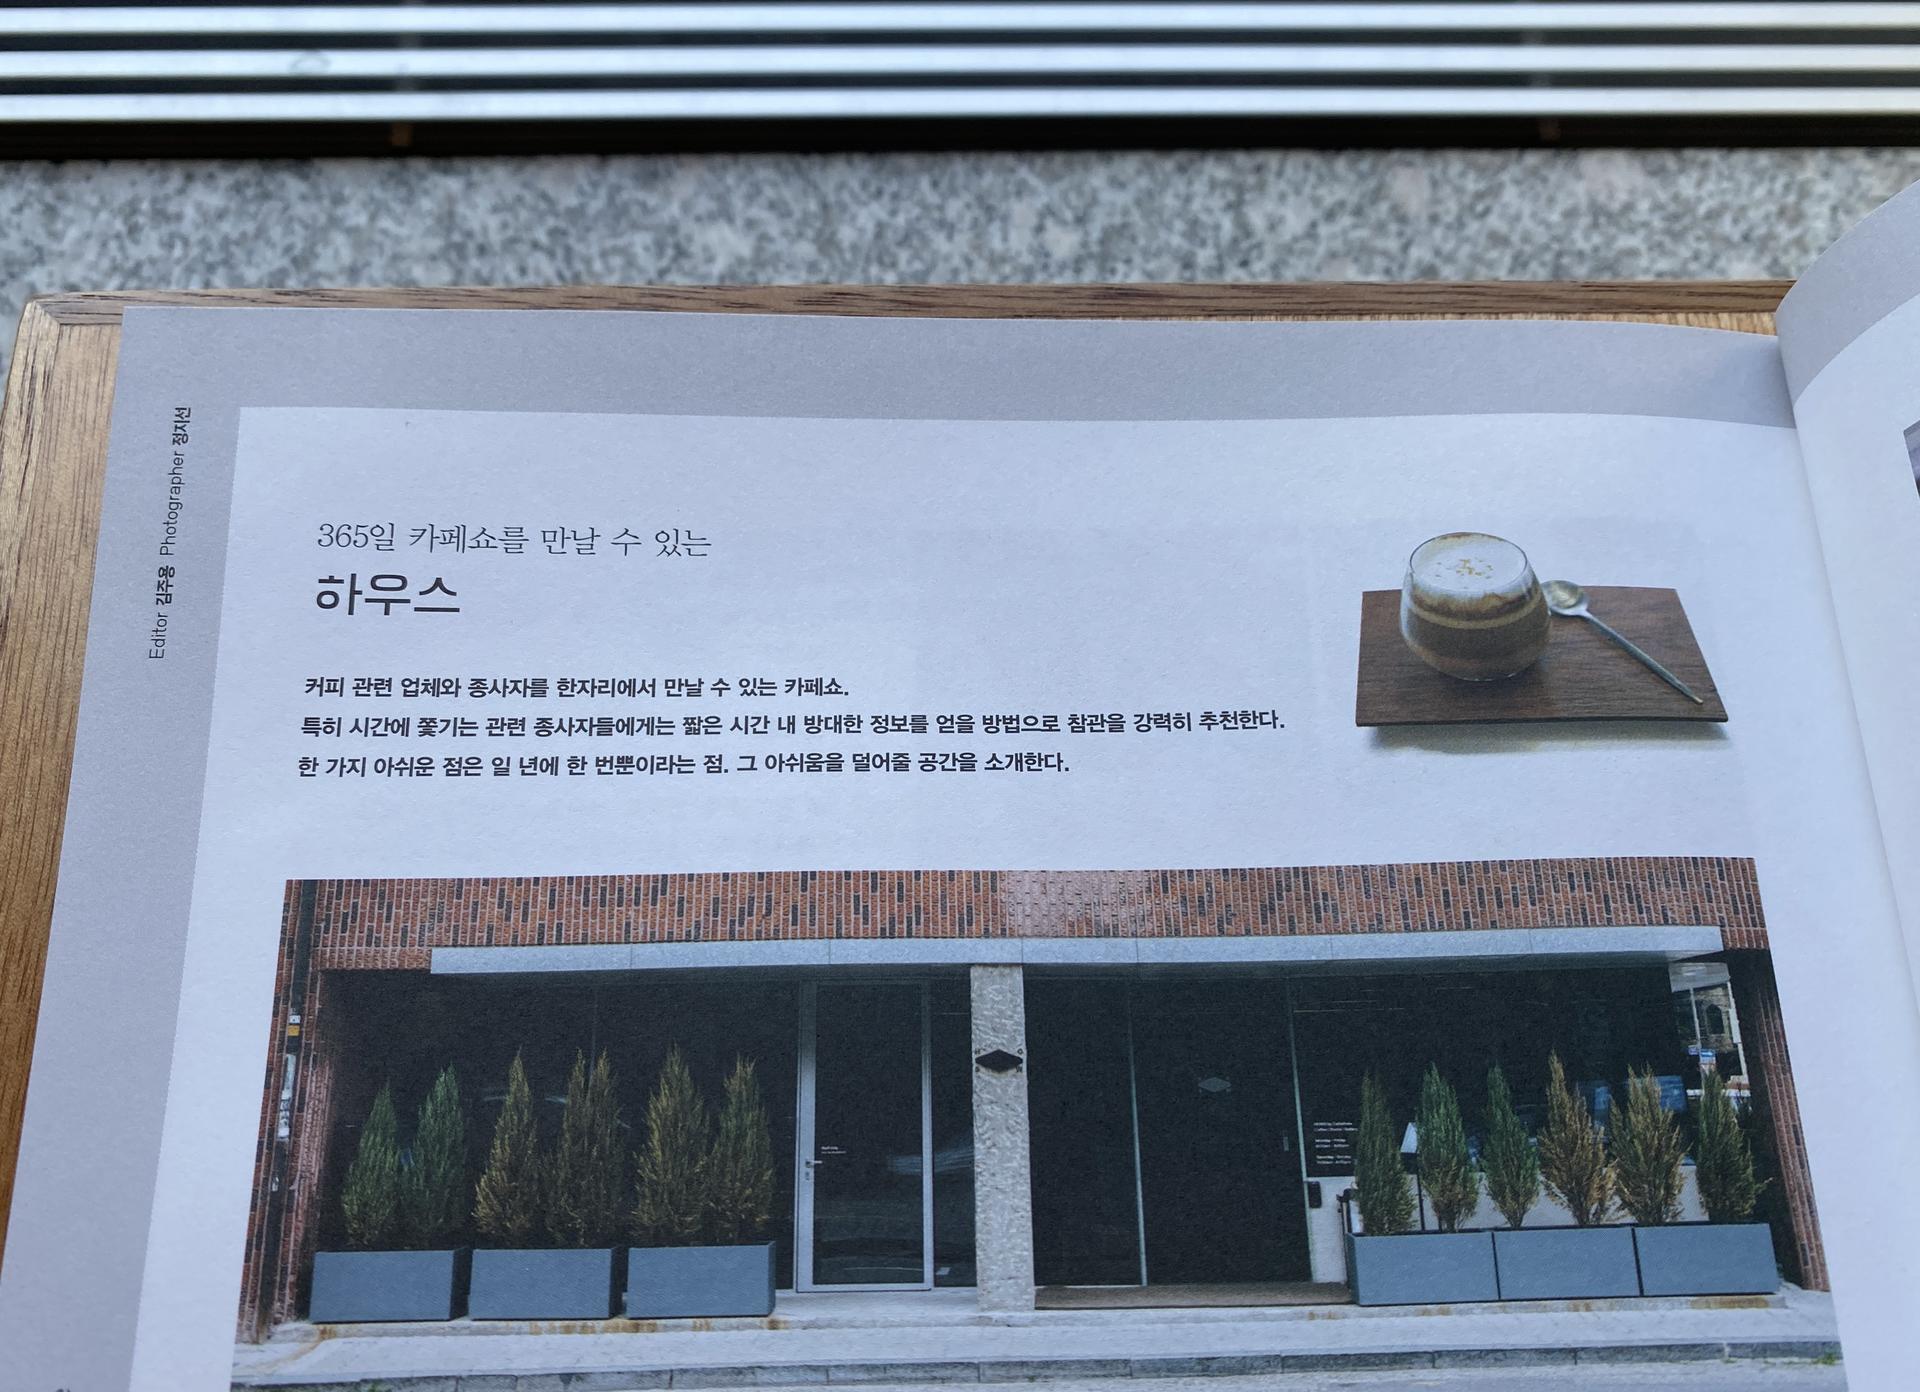 Editor 김주용 Photographer 정지선
365일 카페쇼를 만날 수 있는
하우스
커피 관련 업체와 종사자를 한자리에서 만날 수 있는 카페쇼.
특히 시간에 쫓기는 관련 종사자들에게는 짧은 시간 내 방대한 정보를 얻을 방법으로 참관을 강력히 추천한다.
한 가지 아쉬운 점은 일 년에 한 번뿐이라는 점. 그 아쉬움을 덜어줄 공간을 소개한다.